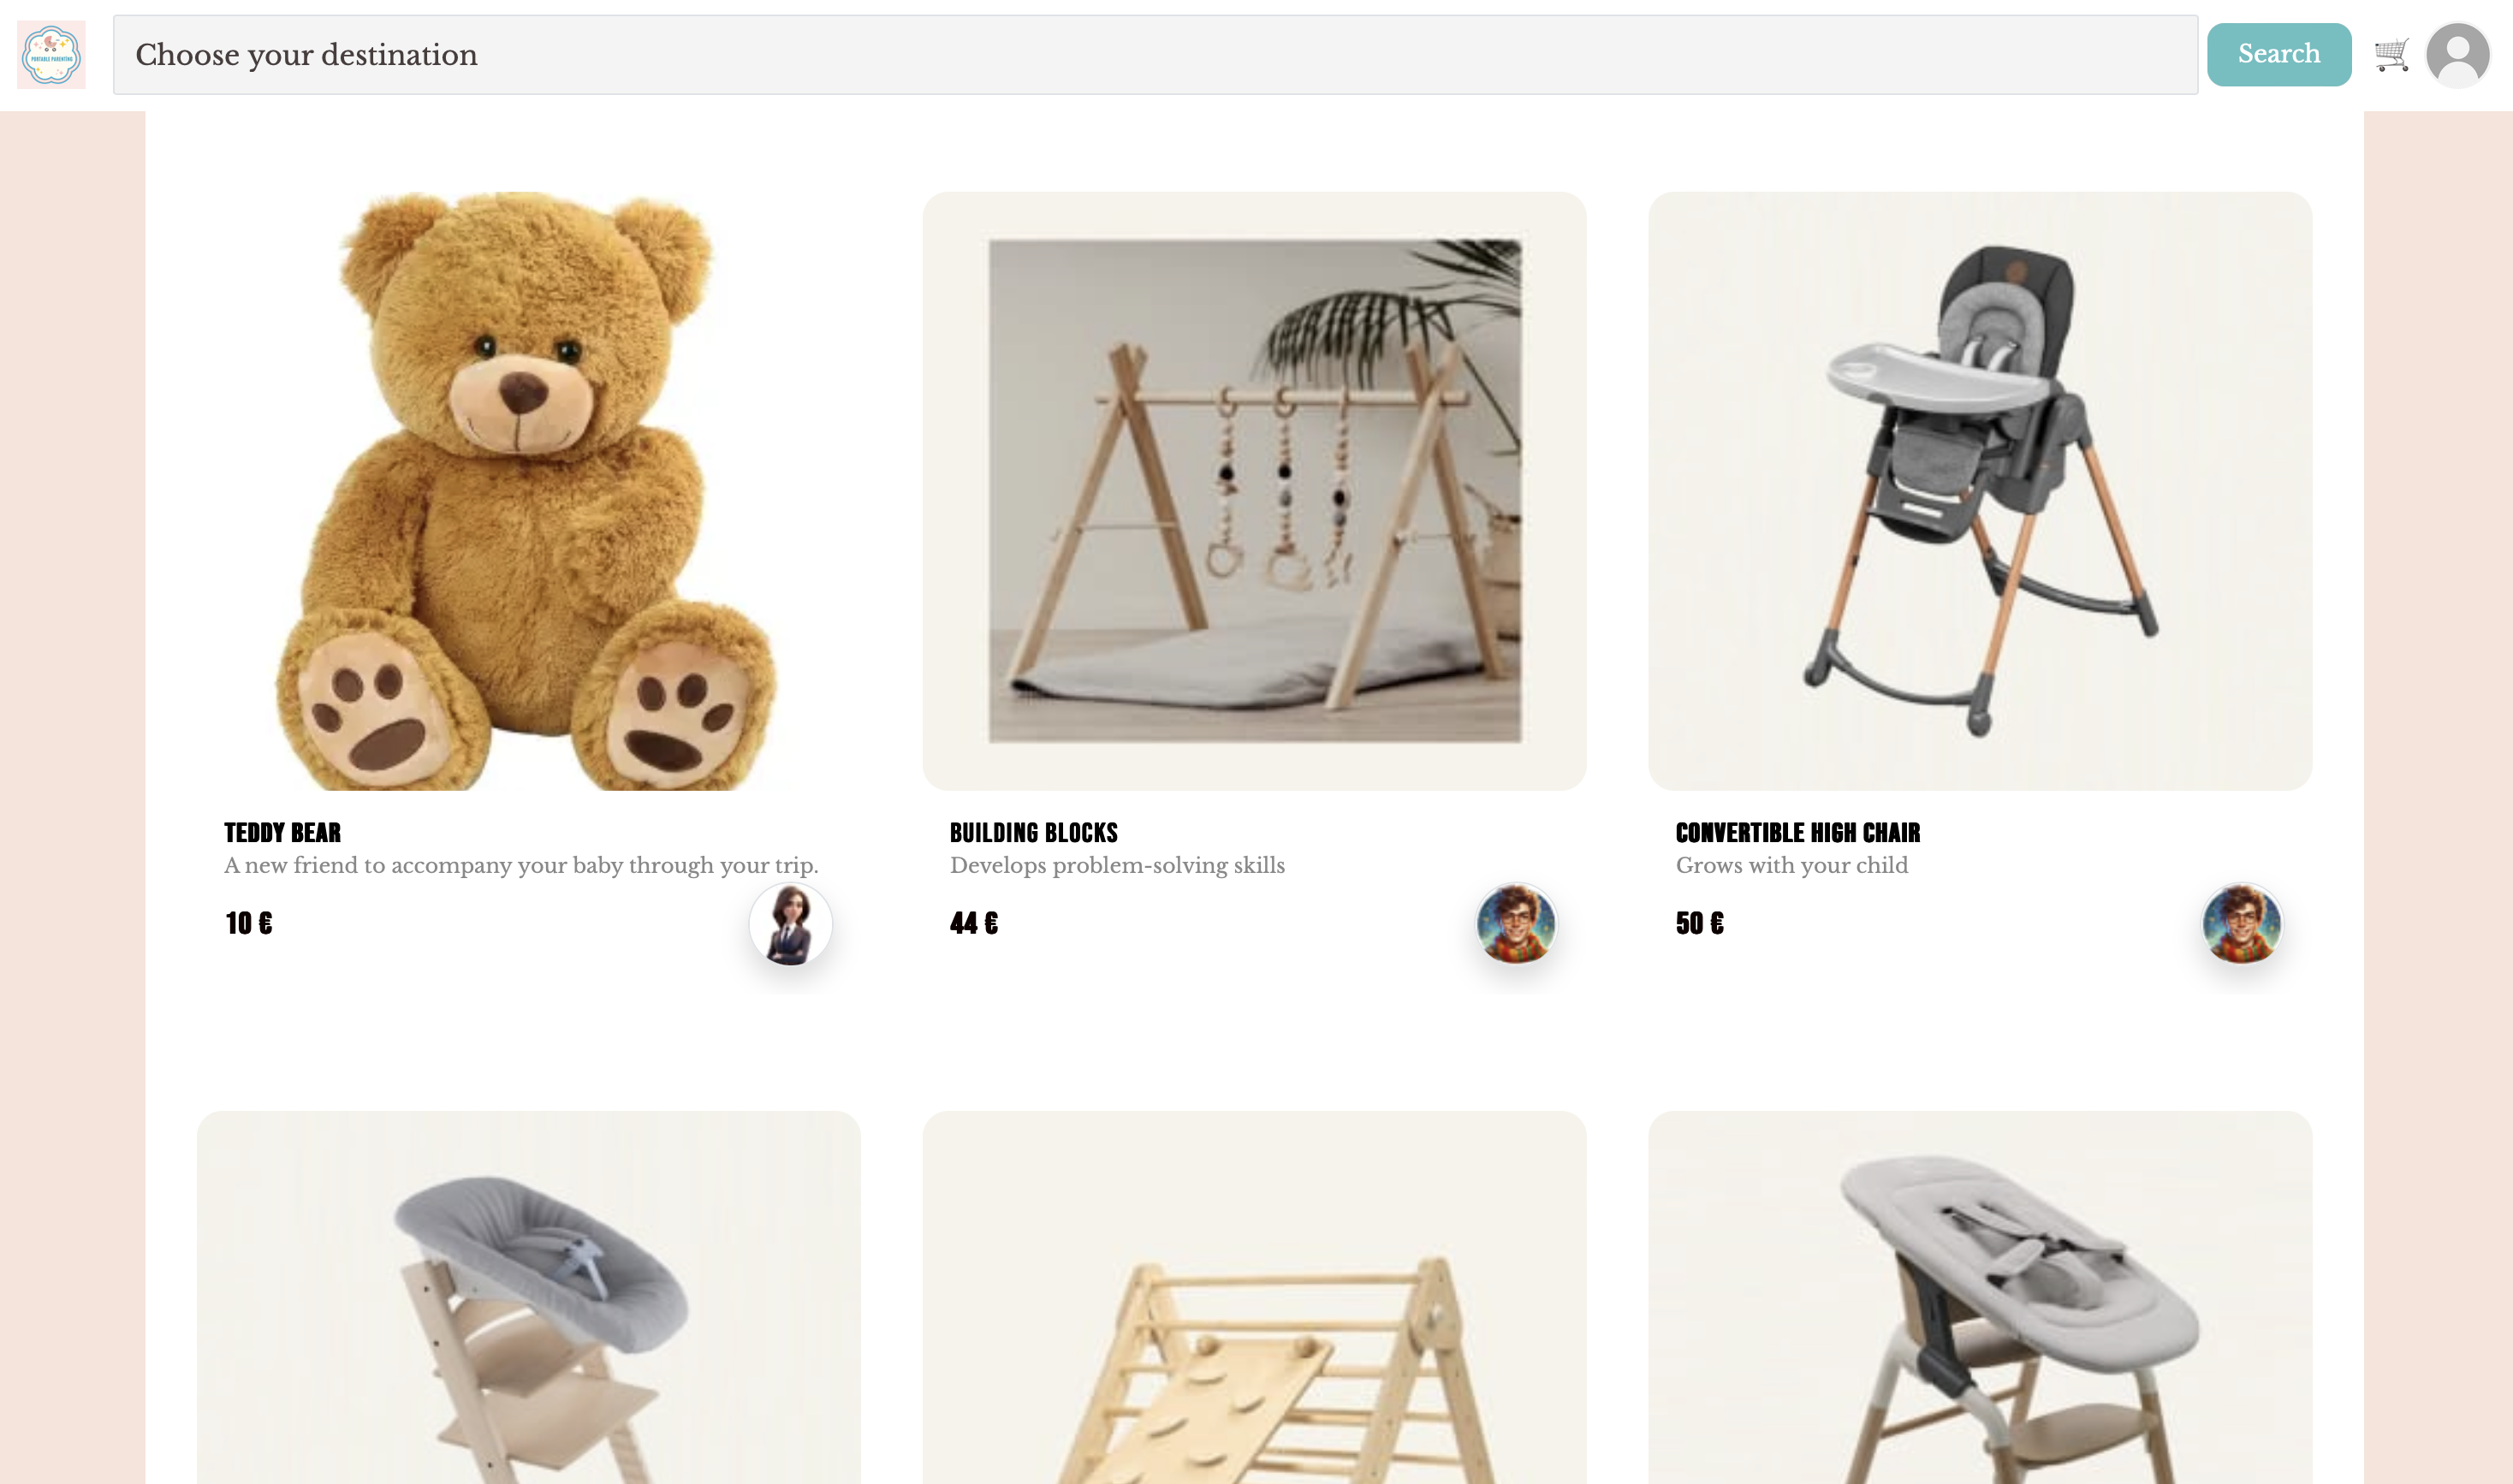 PORTABLE PARENTING
Choose your destination
Search
TEDDY BEAR
A new friend to accompany your baby through your trip.
10 €
BUILDING BLOCKS
Develops problem-solving skills
44 €
CONVERTIBLE HIGH CHAIR
Grows with your child
50 €